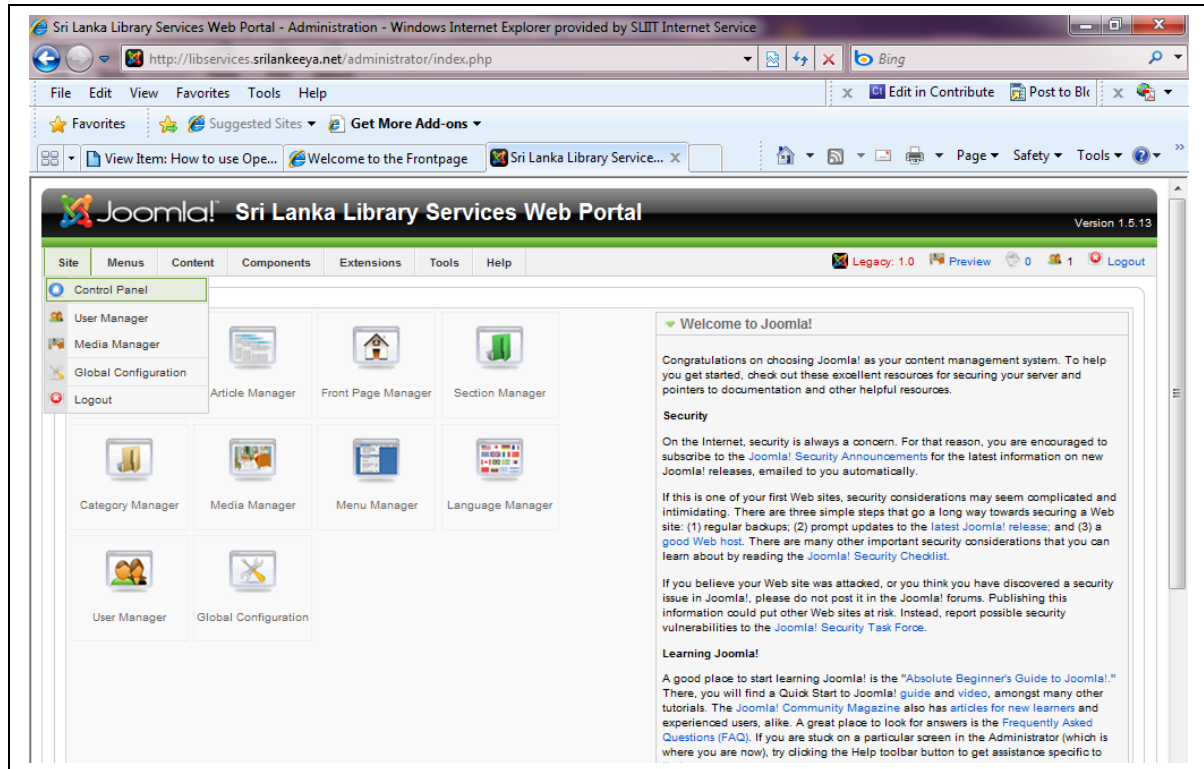 Sri Lanka Library Services Web Portal - Administration - Windows Internet Explorer provided by SLIIT Internet Service
http://libservices.srilankeeya.net/administrator/index.php
Bing
File Edit View Favorites Tools Help
x Edit in Contribute Post to Blc x
Favorites Suggested Sites Get More Add-ons
View Item: How to use Ope... Welcome to the Frontpage Sri Lanka Library Service... x
Page Safety Tools
Joomla! Sri Lanka Library Services Web Portal
Version 1.5.13
Site Menus Content Components Extensions Tools Help
Legacy: 1.0 Preview 0 1 Logout
Control Panel
User Manager
Media Manager
Global Configuration
Logout
Article Manager Front Page Manager Section Manager
Category Manager Media Manager Menu Manager Language Manager
User Manager Global Configuration
Welcome to Joomla!
Congratulations on choosing Joomla! as your content management system. To help
you get started, check out these excellent resources for securing your server and
pointers to documentation and other helpful resources.
Security
On the Internet, security is always a concern. For that reason, you are encouraged to
subscribe to the Joomla! Security Announcements for the latest information on new
Joomla! releases, emailed to you automatically.
If this is one of your first Web sites, security considerations may seem complicated and
intimidating. There are three simple steps that go a long way towards securing a Web
site: (1) regular backups; (2) prompt updates to the latest Joomla! release; and (3) a
good Web host. There are many other important security considerations that you can
learn about by reading the Joomla! Security Checklist.
If you believe your Web site was attacked, or you think you have discovered a security
issue in Joomla!, please do not post it in the Joomla! forums. Publishing this
information could put other Web sites at risk. Instead, report possible security
vulnerabilities to the Joomla! Security Task Force.
Learning Joomla!
A good place to start learning Joomla! is the "Absolute Beginner's Guide to Joomla!."
There, you will find a Quick Start to Joomla! guide and video, amongst many other
tutorials. The Joomla! Community Magazine also has articles for new learners and
experienced users, alike. A great place to look for answers is the Frequently Asked
Questions (FAQ). If you are stuck on a particular screen in the Administrator (which is
where you are now), try clicking the Help toolbar button to get assistance specific to